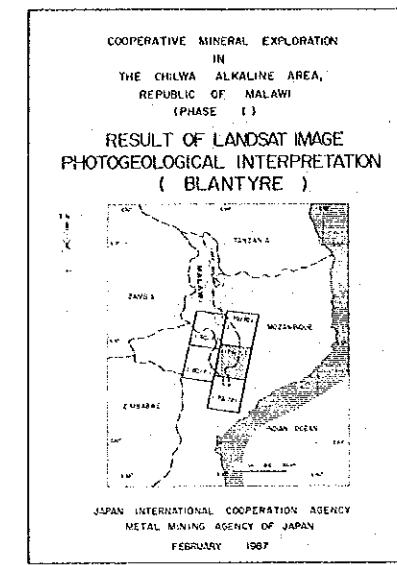 COOPERATIVE MINERAL EXPLORATION
IN
THE CHILWA ALKALINE AREA,
REPUBLIC OF MALAWI
(PHASE I)
RESULT OF LANDSAT IMAGE
PHOTOGEOLOGICAL INTERPRETATION
( BLANTYRE )
TANZANIA
MALAWI
ZAMBIA
MOZAMBIQUE
ZIMBABWE
INDIAN OCEAN
JAPAN INTERNATIONAL COOPERATION AGENCY
METAL MINING AGENCY OF JAPAN
FEBRUARY 1987